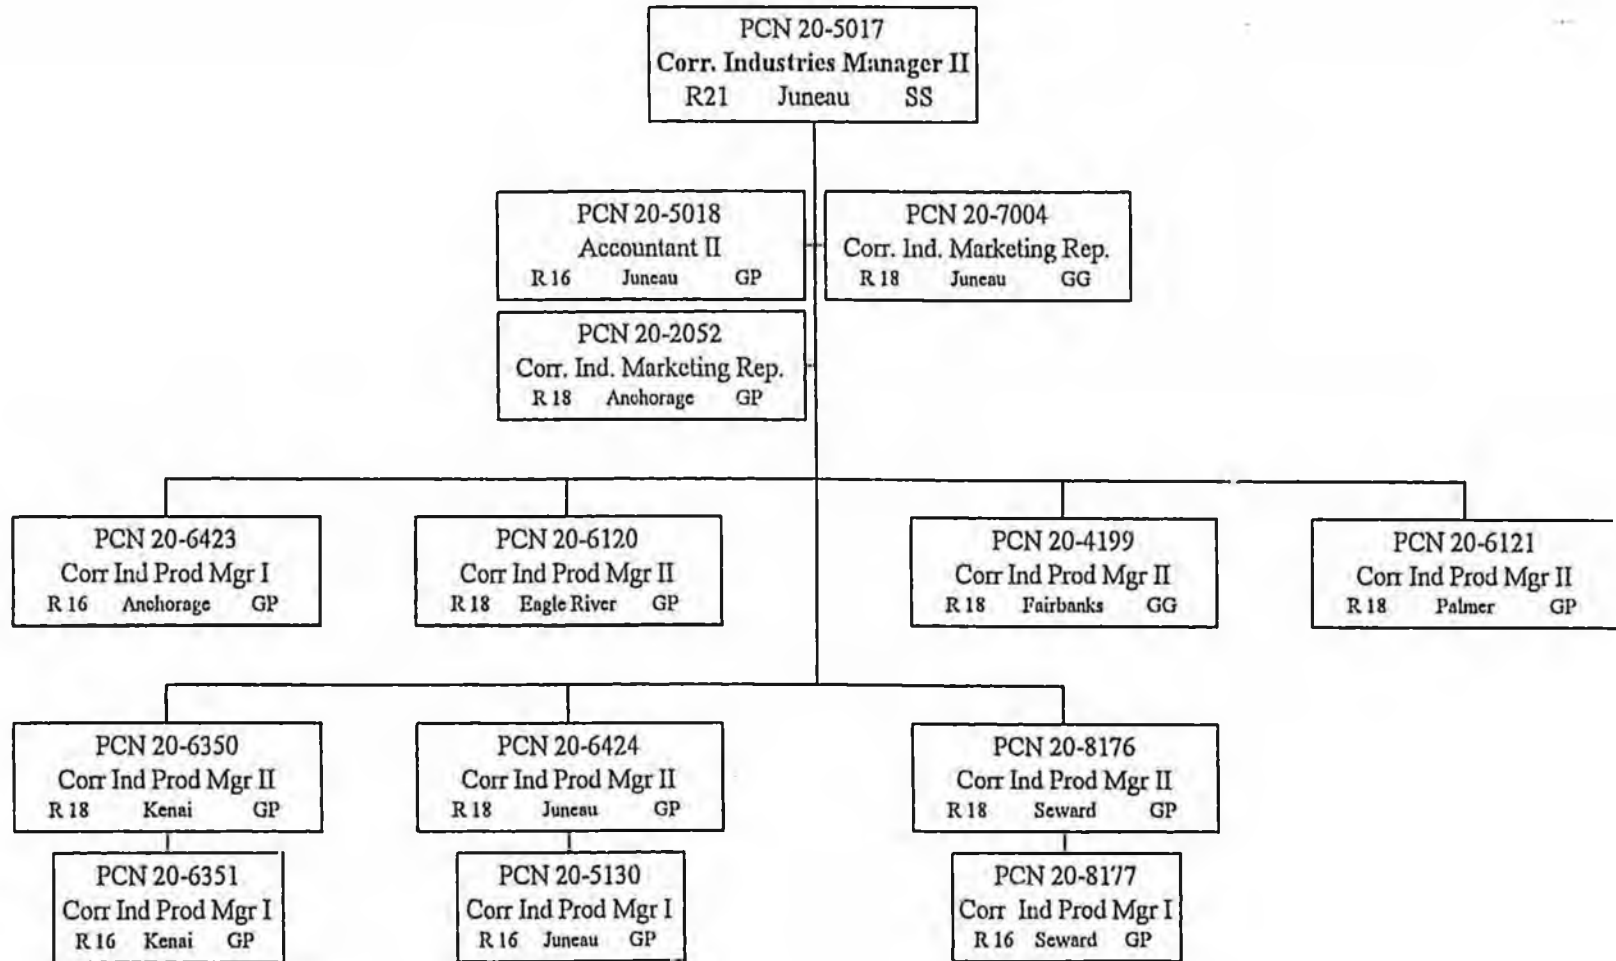 PCN 20-5017
Corr. Industries Manager II
R21 Juneau SS
PCN 20-5018
Accountant II
R 16 Juneau GP
PCN 20-7004
Corr. Ind. Marketing Rep.
R 18 Juneau GG
PCN 20-2052
Corr. Ind. Marketing Rep.
R 18 Anchorage GP
PCN 20-6423
Corr Ind Prod Mgr I
R 16 Anchorage GP
PCN 20-6120
Corr Ind Prod Mgr II
R 18 Eagle River GP
PCN 20-4199
Corr Ind Prod Mgr II
R 18 Fairbanks GG
PCN 20-6121
Corr Ind Prod Mgr II
R 18 Palmer GP
PCN 20-6350
Corr Ind Prod Mgr II
R 18 Kenai GP
PCN 20-6424
Corr Ind Prod Mgr II
R 18 Juneau GP
PCN 20-8176
Corr Ind Prod Mgr II
R 18 Seward GP
PCN 20-6351
Corr Ind Prod Mgr I
R 16 Kenai GP
PCN 20-5130
Corr Ind Prod Mgr I
R 16 Juneau GP
PCN 20-8177
Corr Ind Prod Mgr I
R 16 Seward GP